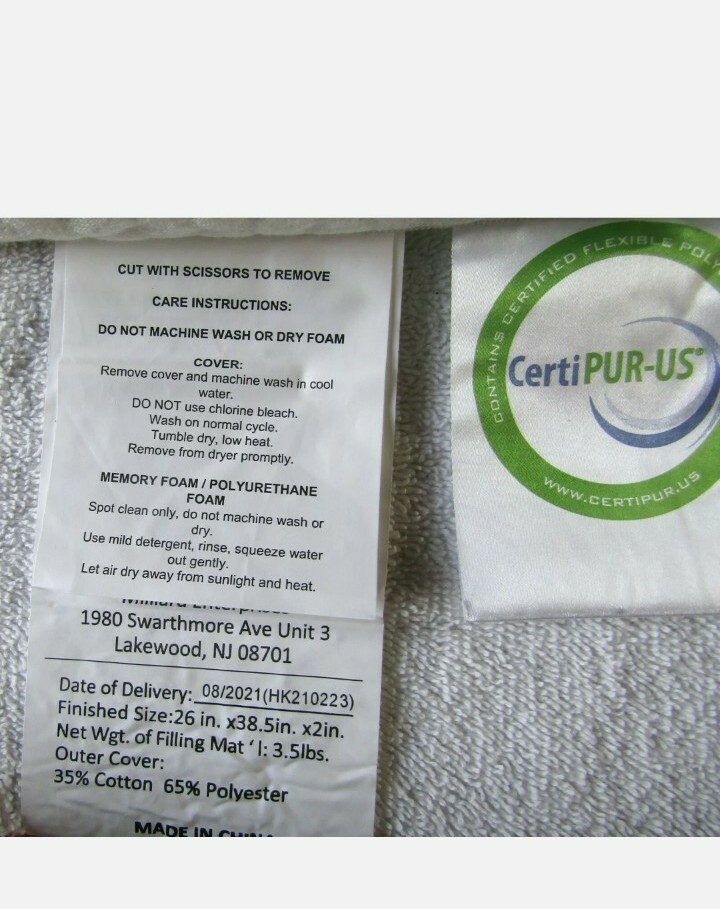 CUT WITH SCISSORS TO REMOVE
CARE INSTRUCTIONS:
DO NOT MACHINE WASH OR DRY FOAM
COVER:
Remove cover and machine wash in cool
water.
DO NOT use chlorine bleach.
Wash on normal cycle.
Tumble dry, low heat.
Remove from dryer promptly.
MEMORY FOAM / POLYURETHANE
FOAM
Spot clean only, do not machine wash or
dry.
Use mild detergent, rinse, squeeze water
out gently.
Let air dry away from sunlight and heat.
1980 Swarthmore Ave Unit 3
Lakewood, NJ 08701
Date of Delivery: 08/2021(HK210223)
Finished Size:26 in. x38.5in. x2in.
Net Wgt. of Filling Mat ' l: 3.5lbs.
Outer Cover:
35% Cotton 65% Polyester
MADE IN
CONTAINS CERTIFIED FLEXIBLE POLY
CertiPUR-US®
WWW.CERTIPUR.US